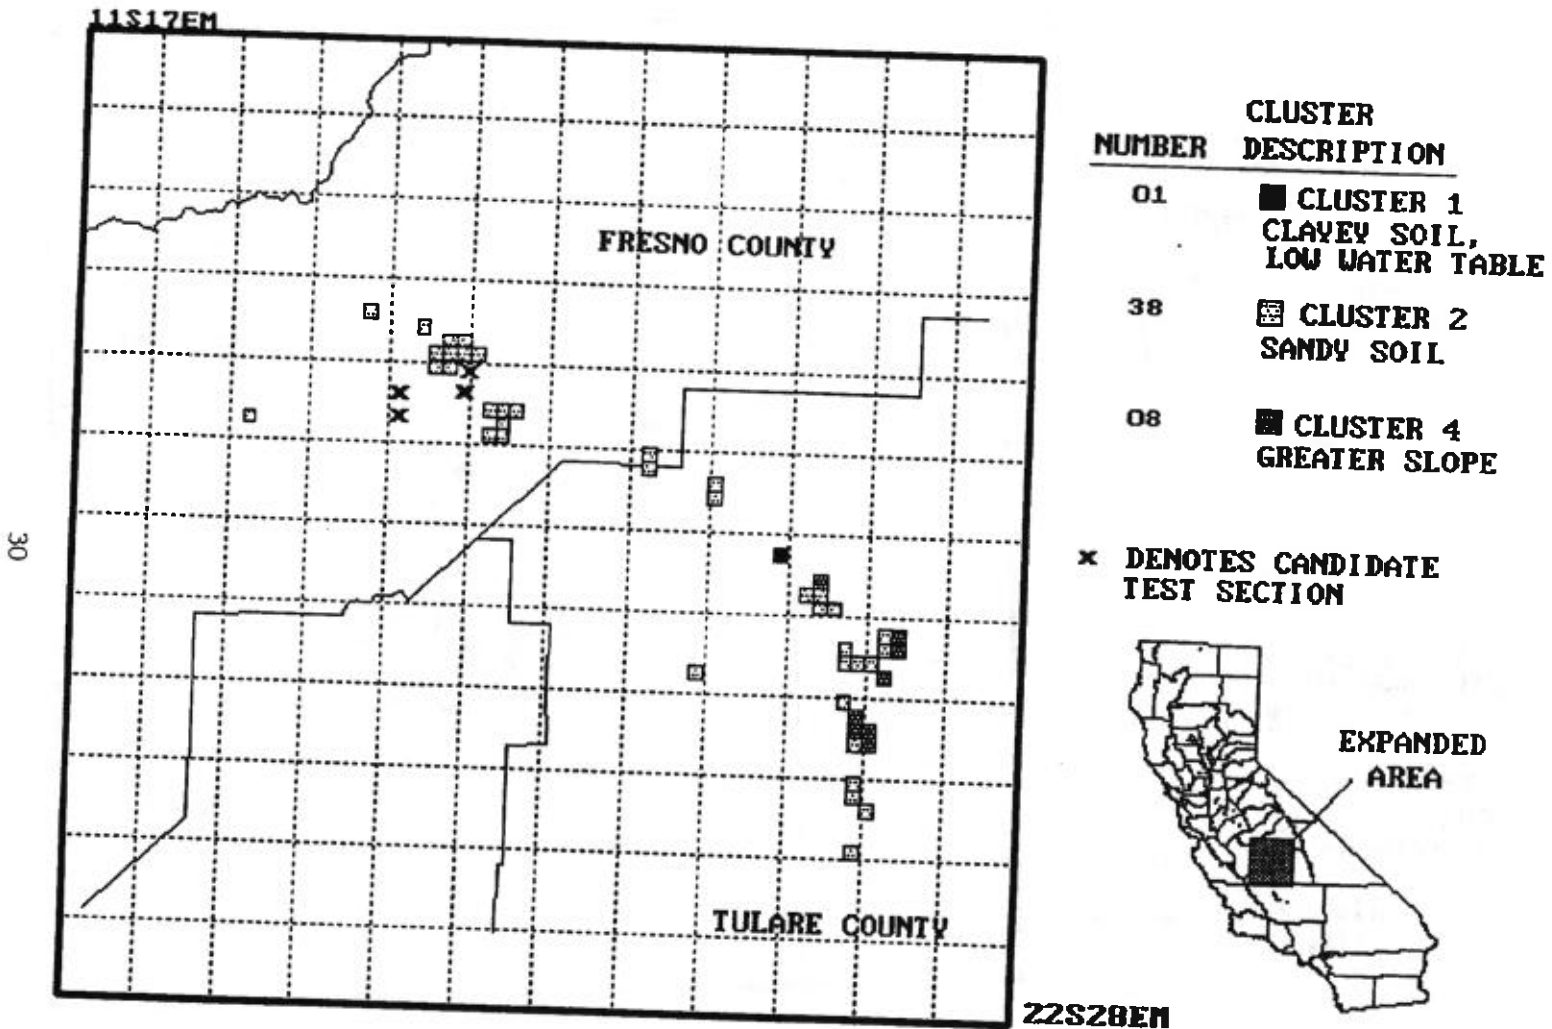 11S17EM
FRESNO COUNTY
TULARE COUNTY
22S28EM
30
CLUSTER
NUMBER DESCRIPTION
01 CLUSTER 1
CLAYEY SOIL,
LOW WATER TABLE
38 CLUSTER 2
SANDY SOIL
08 CLUSTER 4
GREATER SLOPE
x DENOTES CANDIDATE
TEST SECTION
EXPANDED
AREA